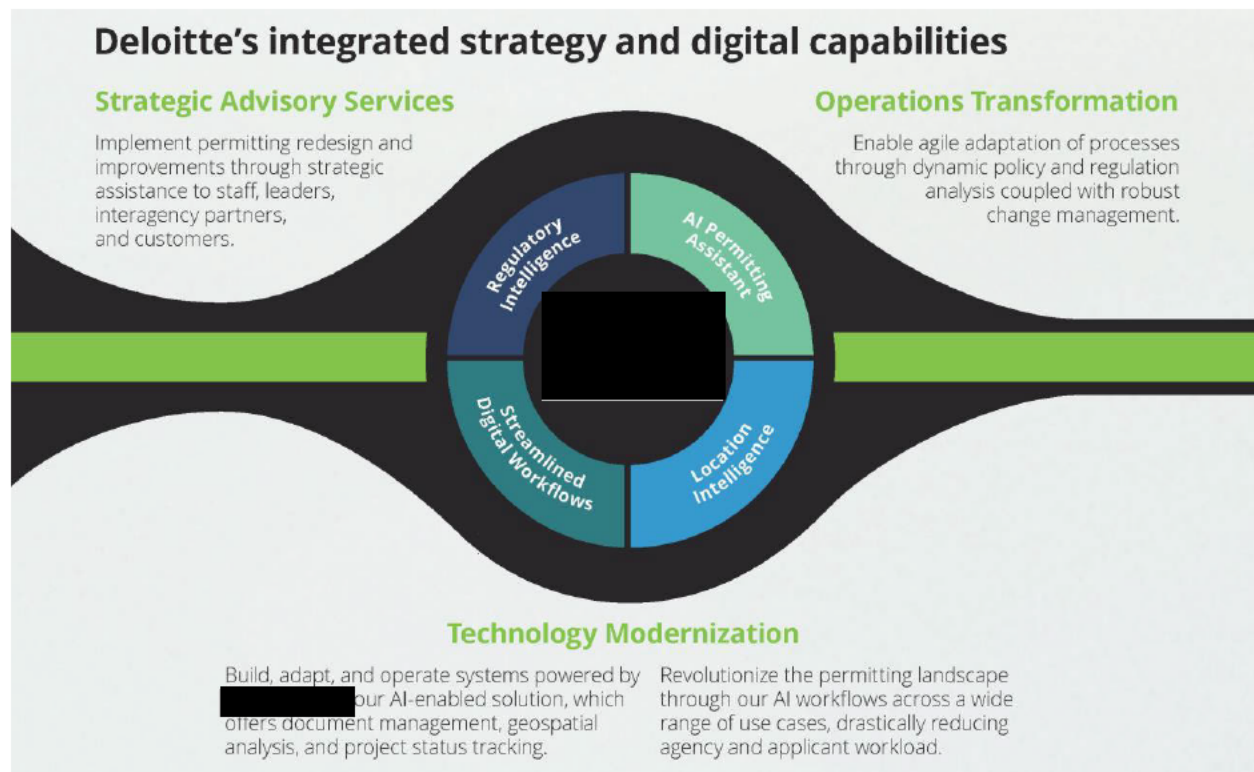 Deloitte's integrated strategy and digital capabilities
Strategic Advisory Services
Implement permitting redesign and
improvements through strategic
assistance to staff, leaders,
interagency partners,
and customers.
Operations Transformation
Enable agile adaptation of processes
through dynamic policy and regulation
analysis coupled with robust
change management.
Regulatory
Intelligence
AI Permitting
Assistant
Streamlined
Digital Workflows
Location
Intelligence
Technology Modernization
Build, adapt, and operate systems powered by
our AI-enabled solution, which
offers document management, geospatial
analysis, and project status tracking.
Revolutionize the permitting landscape
through our AI workflows across a wide
range of use cases, drastically reducing
agency and applicant workload.